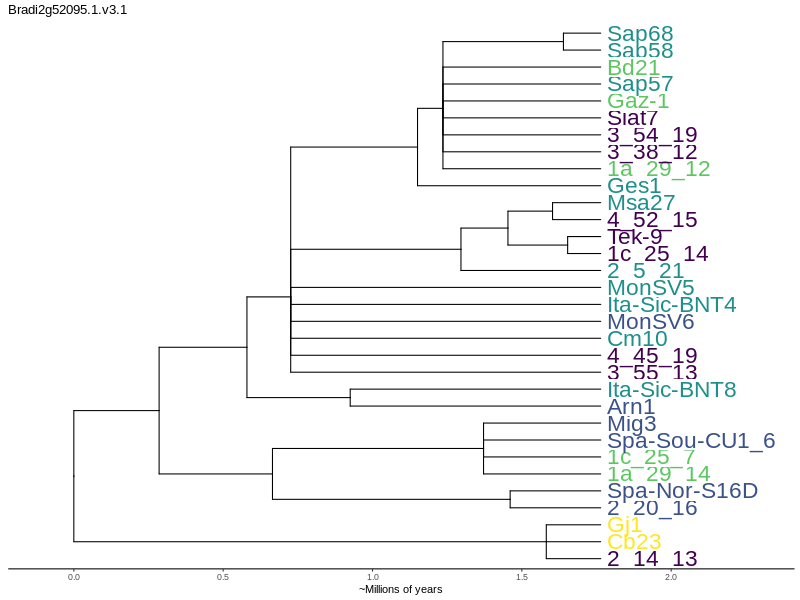 Bradi2g52095.1.v3.1
Sap68
Sap58
Bd21
Sap57
Gaz-1
Siat7
3_54_19
3_38_12
1a_29_12
Ges1
Msa27
4_52_15
Tek-9
1c_25_14
2_5_21
MonSV5
Ita-Sic-BNT4
MonSV6
Cm10
4_45_19
3_55_13
Ita-Sic-BNT8
Arn1
Mig3
Spa-Sou-CU1_6
1c_25_7
1a_29_14
Spa-Nor-S16D
2_20_16
Gj1
Cb23
2_14_13
0.0 0.5 1.0 1.5 2.0
~Millions of years